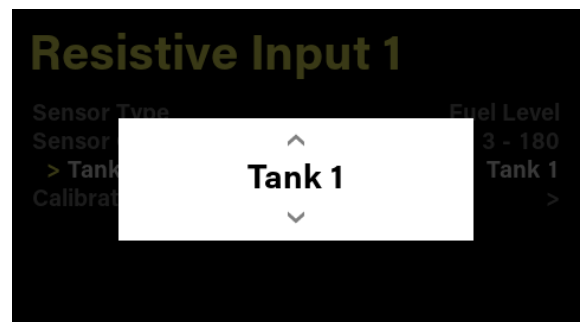 Resistive Input 1
Sensor Type Fuel Level
Sensor 3 - 180
> Tank Tank 1
Calibrat >
Tank 1